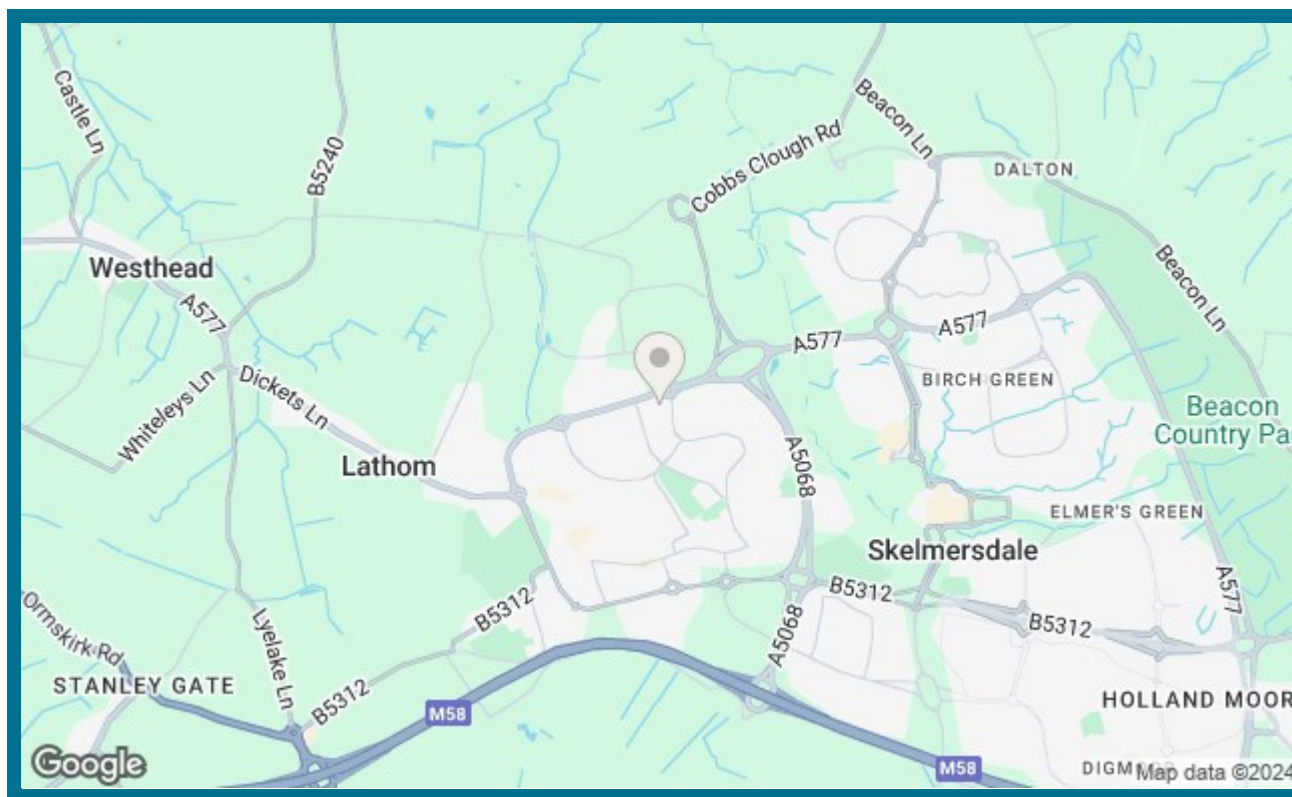 Castle Ln
B5240
Beacon Ln
Cobbs Clough Rd
DALTON
Westhead
A577
Beacon Ln
A577
A577
Dickets Ln
Whiteleys Ln
BIRCH GREEN
Beacon
Country Pa
Lathom
A5068
ELMER'S GREEN
Skelmersdale
A577
B5312
B5312
B5312
Ormskirk Rd
Lyelake Ln
A5068
STANLEY GATE
B5312
HOLLAND MOOR
M58
M58
Google
Map data ©2024